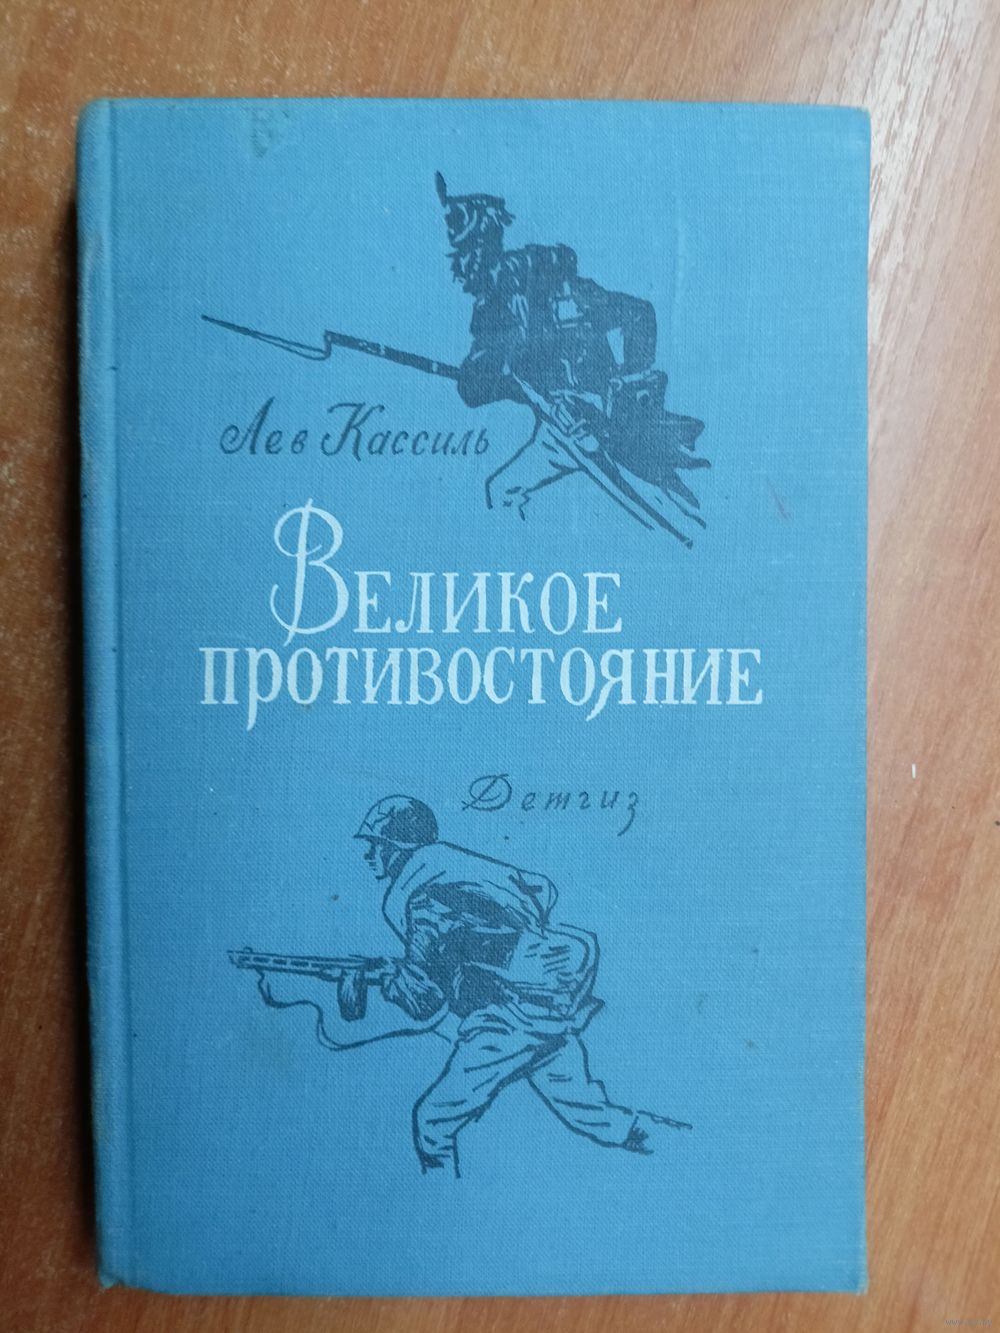 Лев Кассиль
Великое
противостояние
Детгиз